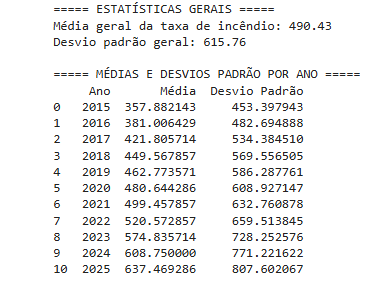 ===== ESTATÍSTICAS GERAIS =====
Média geral da taxa de incêndio: 490.43
Desvio padrão geral: 615.76
===== MÉDIAS E DESVIOS PADRÃO POR ANO =====
Ano Média Desvio Padrão
0 2015 357.882143 453.397943
1 2016 381.006429 482.694888
2 2017 421.805714 534.384510
3 2018 449.567857 569.556505
4 2019 462.773571 586.287761
5 2020 480.644286 608.927147
6 2021 499.457857 632.760878
7 2022 520.572857 659.513845
8 2023 574.835714 728.252576
9 2024 608.750000 771.221622
10 2025 637.469286 807.602067